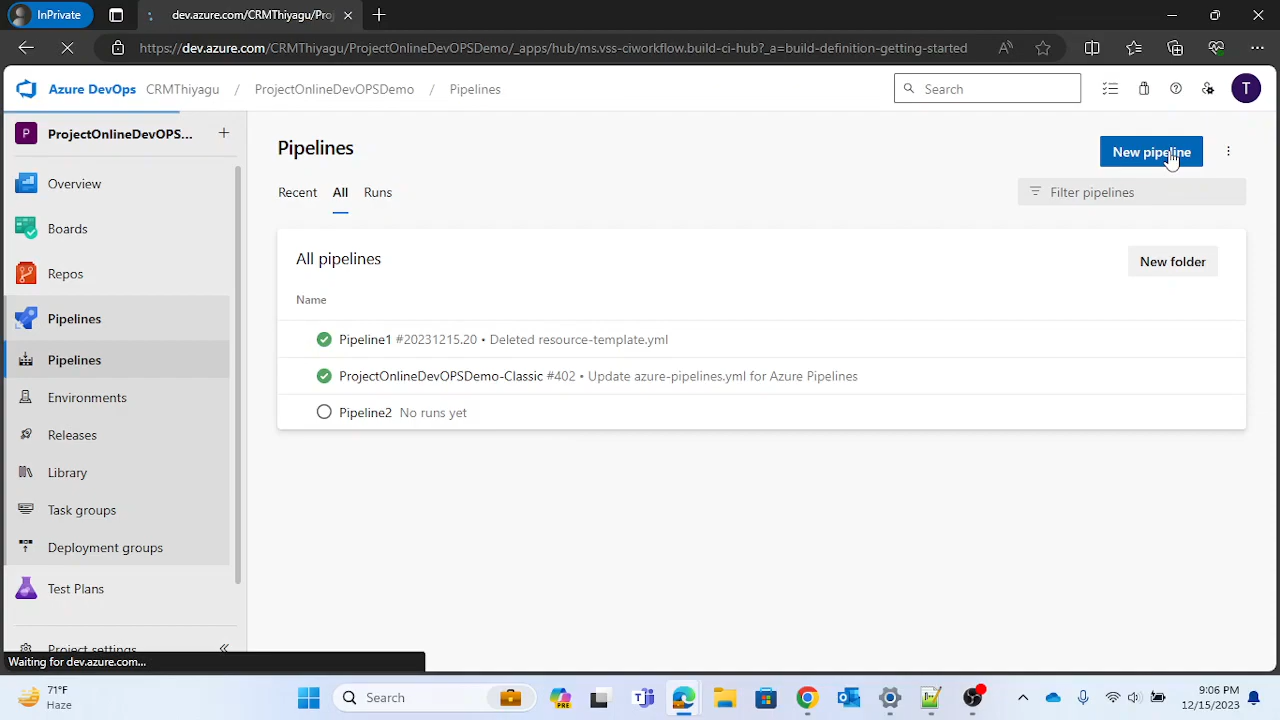 InPrivate
dev.azure.com/CRMThiyagu/Proj
https://dev.azure.com/CRMThiyagu/ProjectOnlineDevOPSDemo/_apps/hub/ms.vss-ciworkflow.build-ci-hub?_a=build-definition-getting-started
Azure DevOps CRMThiyagu / ProjectOnlineDevOPSDemo / Pipelines
Search
T
P ProjectOnlineDevOPS...
Overview
Boards
Repos
Pipelines
Pipelines
Environments
Releases
Library
Task groups
Deployment groups
Test Plans
Project settings
Waiting for dev.azure.com...
Pipelines
New pipeline
Recent All Runs
Filter pipelines
All pipelines
New folder
Name
Pipeline1 #20231215.20 • Deleted resource-template.yml
ProjectOnlineDevOPSDemo-Classic #402 • Update azure-pipelines.yml for Azure Pipelines
Pipeline2 No runs yet
71°F
Haze
Search
PRE
9:06 PM
12/15/2023